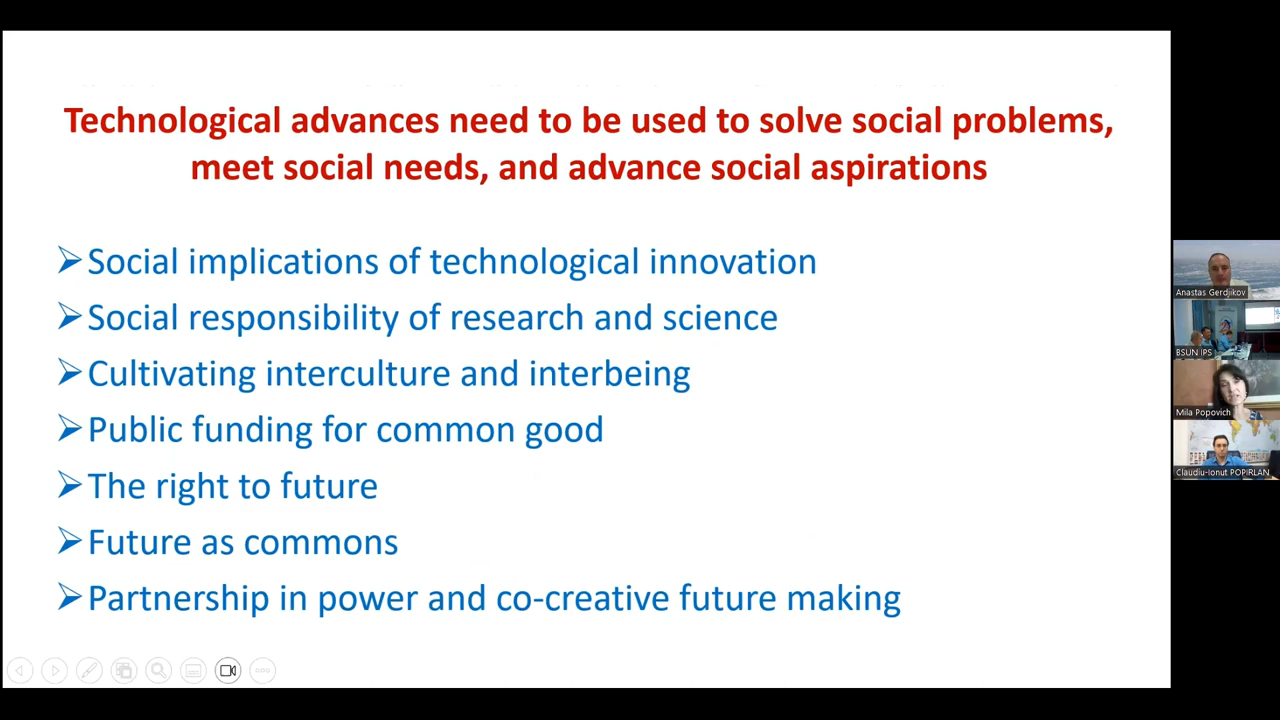 Technological advances need to be used to solve social problems,
meet social needs, and advance social aspirations
Social implications of technological innovation
Social responsibility of research and science
Cultivating interculture and interbeing
Public funding for common good
The right to future
Future as commons
Partnership in power and co-creative future making
Anastas Gerdjikov
BSUN IPS
Mila Popovich
Claudiu-Ionut POPIRLAN